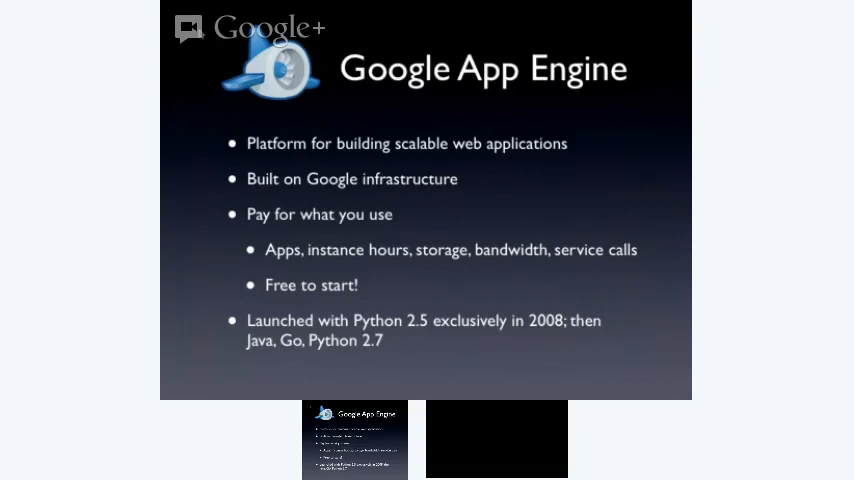 Google+
Google App Engine
• Platform for building scalable web applications
• Built on Google infrastructure
• Pay for what you use
• Apps, instance hours, storage, bandwidth, service calls
• Free to start!
• Launched with Python 2.5 exclusively in 2008; then
Java, Go, Python 2.7
Google App Engine